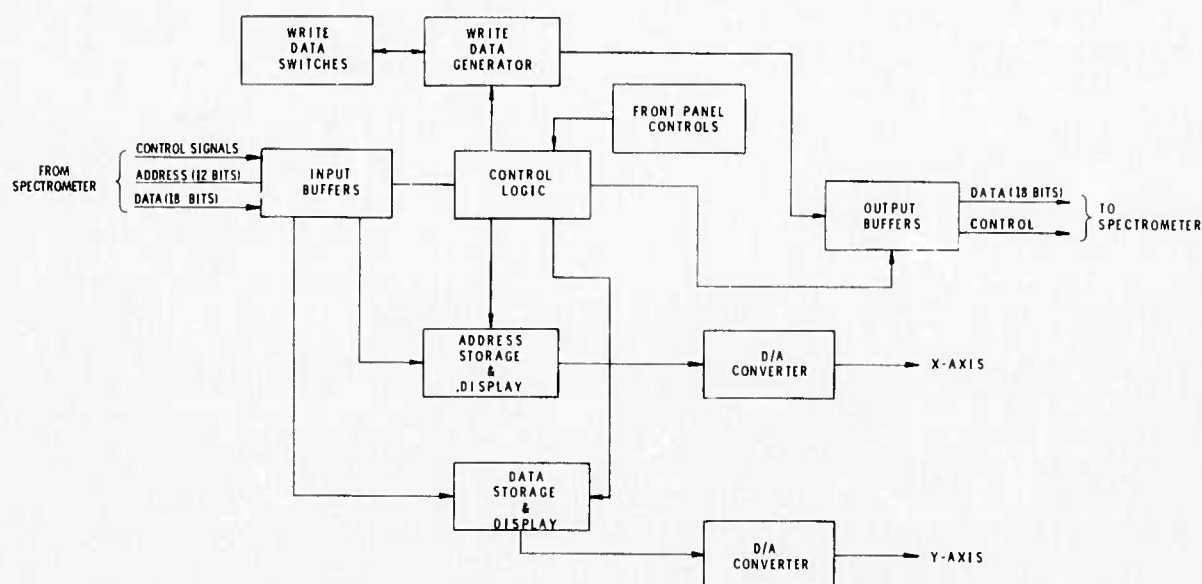 WRITE
DATA
SWITCHES
WRITE
DATA
GENERATOR
FRONT PANEL
CONTROLS
FROM
SPECTROMETER
CONTROL SIGNALS
ADDRESS (12 BITS)
DATA (18 BITS)
INPUT
BUFFERS
CONTROL
LOGIC
OUTPUT
BUFFERS
DATA (18 BITS)
CONTROL
TO
SPECTROMETER
ADDRESS
STORAGE
&
.DISPLAY
D/A
CONVERTER
X-AXIS
DATA
STORAGE
&
.DISPLAY
D/A
CONVERTER
Y-AXIS